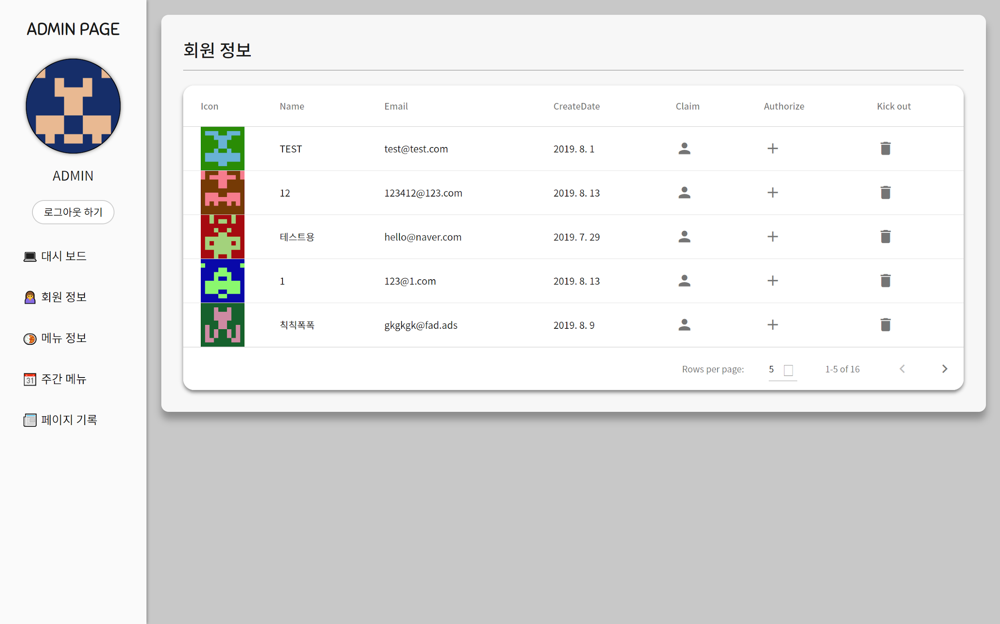 ADMIN PAGE
ADMIN
로그아웃 하기
대시 보드
회원 정보
메뉴 정보
31 주간 메뉴
페이지 기록
회원 정보
Icon Name Email CreateDate Claim Authorize Kick out
TEST test@test.com 2019. 8. 1
12 123412@123.com 2019. 8. 13
테스트용 hello@naver.com 2019. 7. 29
1 123@1.com 2019. 8. 13
칙칙폭폭 gkgkgk@fad.ads 2019. 8. 9
Rows per page: 5 1-5 of 16